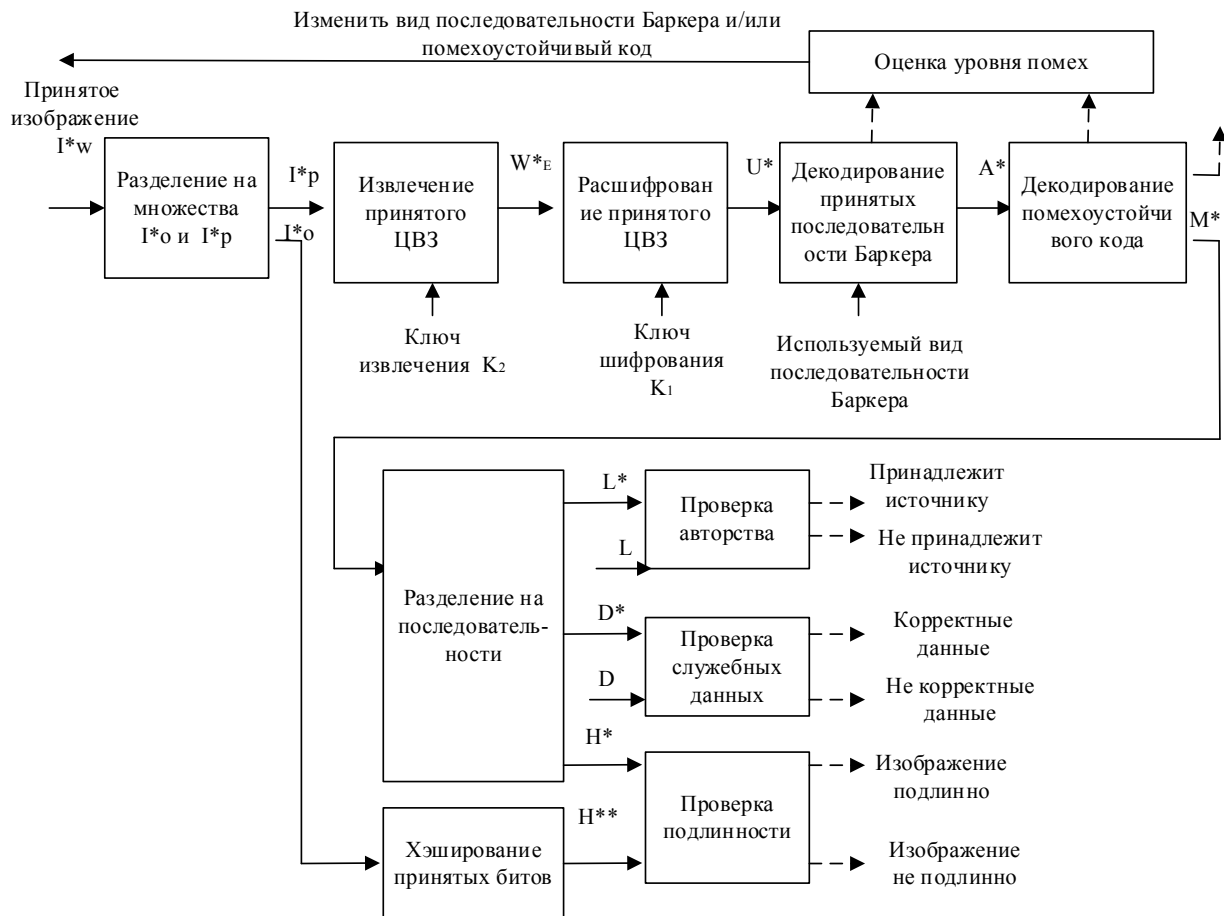 Изменить вид последовательности Баркера и/или
помехоустойчивый код
Оценка уровня помех
Принятое
изображение
I*w
Разделение на
множества
I*o и I*p
I*p
I*o
Извлечение
принятого
ЦВЗ
W*E
Расшифрован
ие принятого
ЦВЗ
U*
Декодирование
принятых
последовательн
ости Баркера
A*
Декодирование
помехоустойчи
вого кода
M*
Ключ
извлечения K2
Ключ
шифрования
K1
Используемый вид
последовательности
Баркера
Разделение на
последователь-
ности
L*
L
Проверка
авторства
Принадлежит
источнику
Не принадлежит
источнику
D*
D
Проверка
служебных
данных
Корректные
данные
Не корректные
данные
H*
H**
Проверка
подлинности
Изображение
подлинно
Изображение
не подлинно
Хэширование
принятых битов